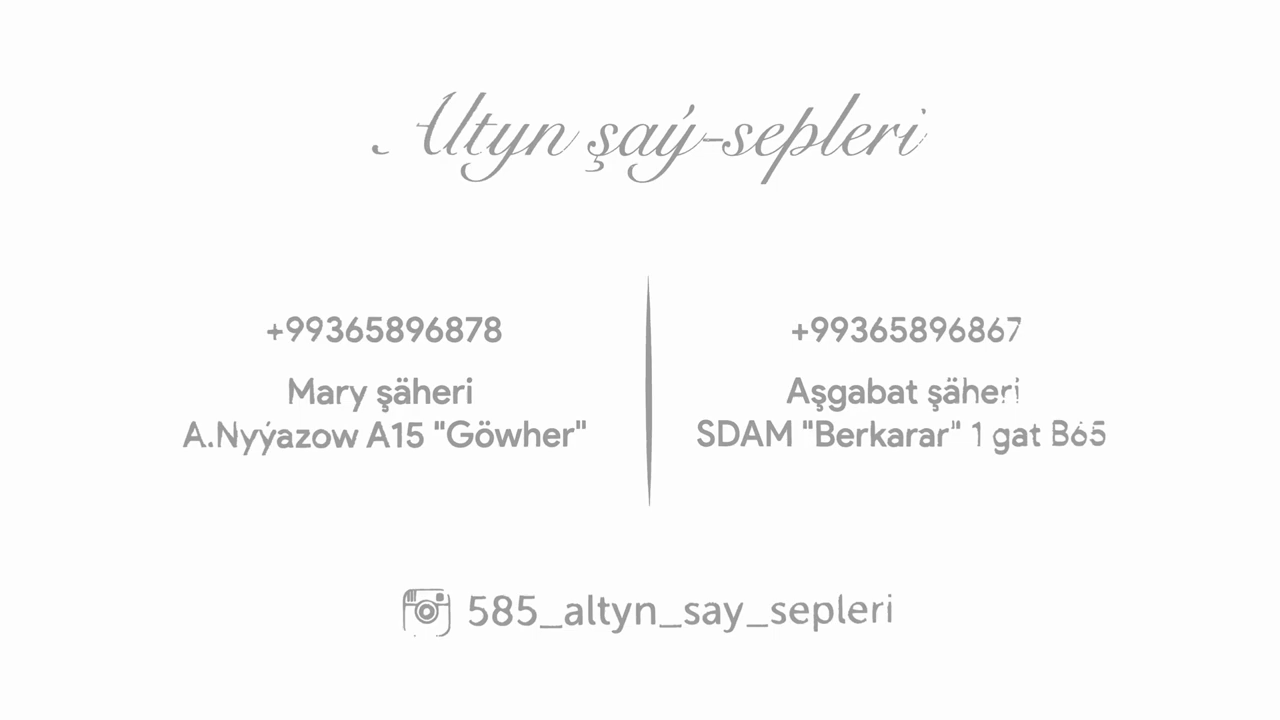 Altyn şaý-sepleri
+99365896878
Mary şäheri
A.Nyýazow A15 "Göwher"
+99365896867
Aşgabat şäheri
SDAM "Berkarar" 1 gat B65
585_altyn_say_sepleri